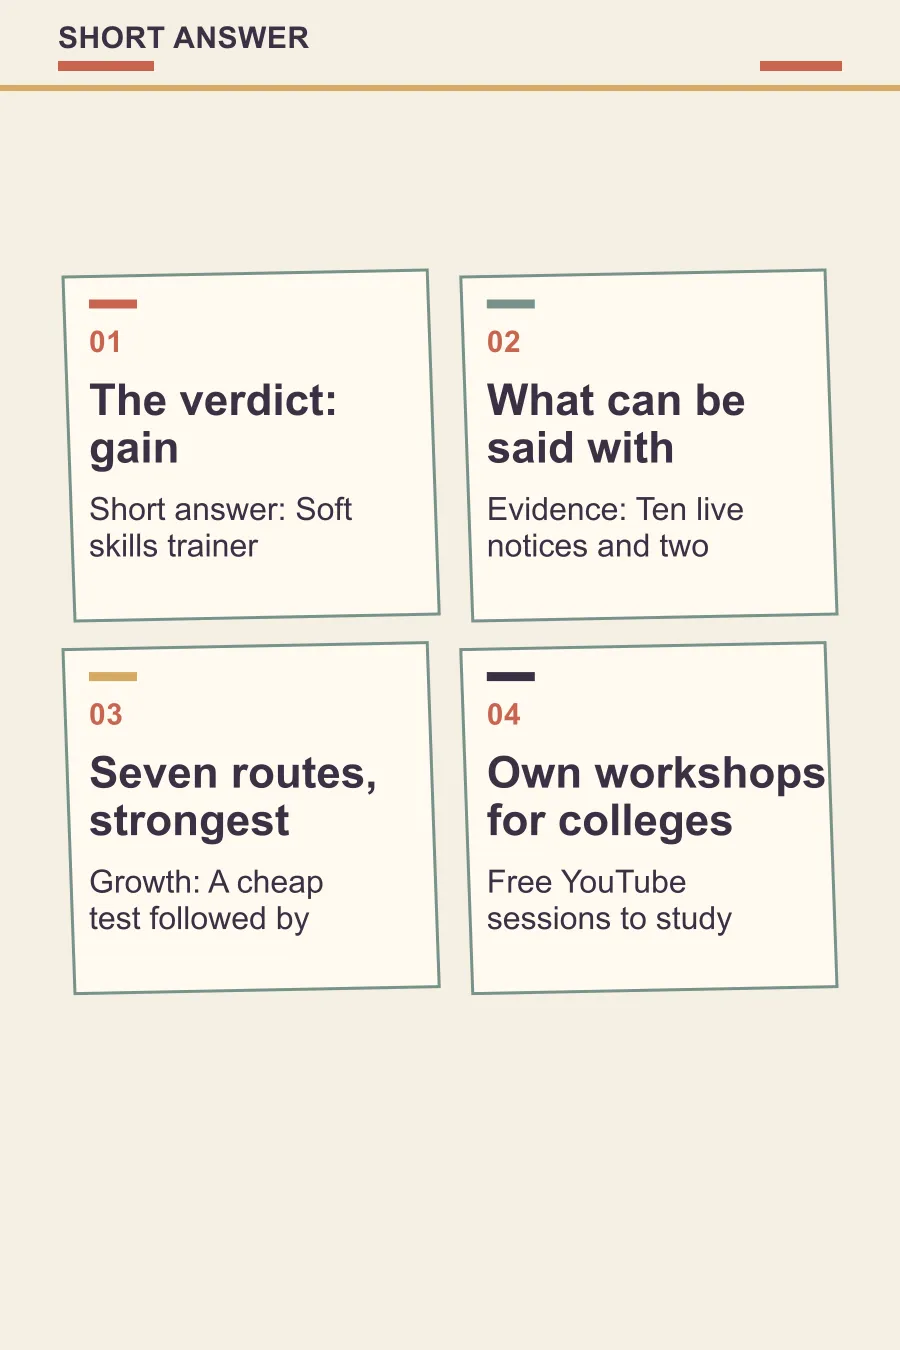 SHORT ANSWER
01
The verdict:
gain
Short answer: Soft
skills trainer
02
What can be
said with
Evidence: Ten live
notices and two
03
Seven routes,
strongest
Growth: A cheap
test followed by
04
Own workshops
for colleges
Free YouTube
sessions to study